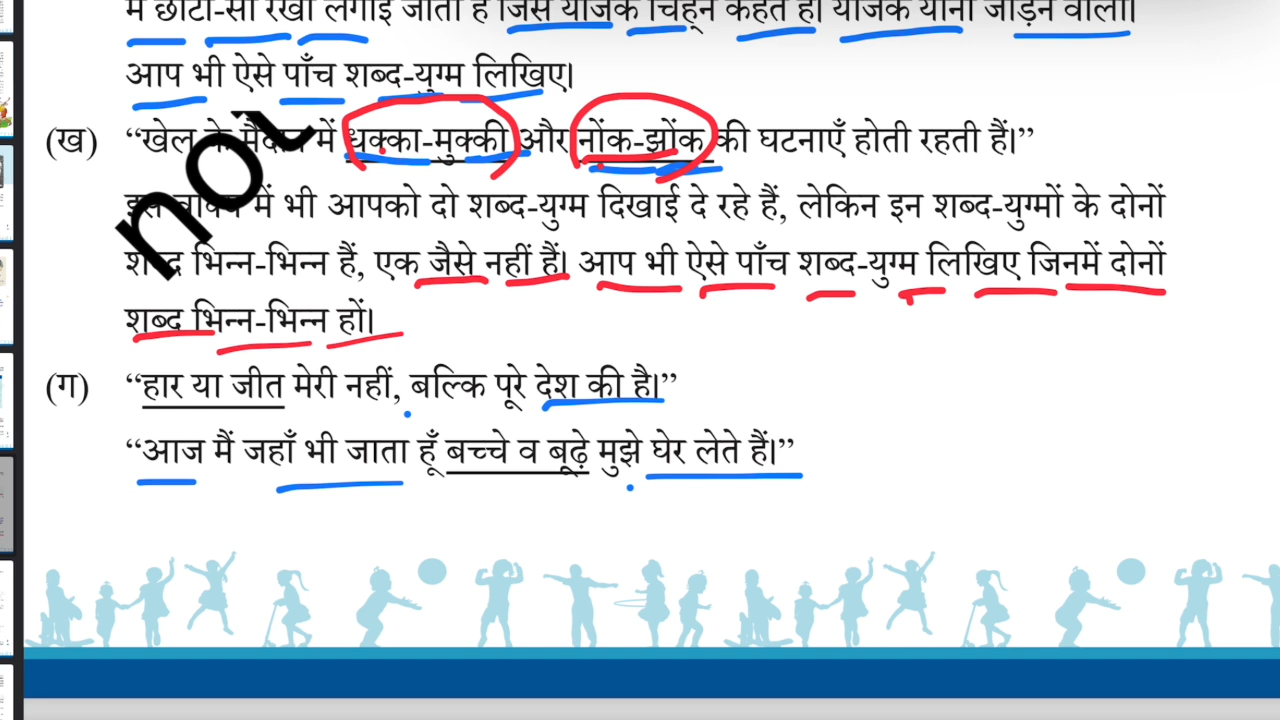 में छोटी-सी रेखा लगाई जाती है जिसे योजक चिह्न कहते हैं। योजक यानी जोड़ने वाला।
आप भी ऐसे पाँच शब्द-युग्म लिखिए।
(ख) “खेल के मैदान में धक्का-मुक्की और नोंक-झोंक की घटनाएँ होती रहती हैं।”
इस वाक्य में भी आपको दो शब्द-युग्म दिखाई दे रहे हैं, लेकिन इन शब्द-युग्मों के दोनों
शब्द भिन्न-भिन्न हैं, एक जैसे नहीं हैं। आप भी ऐसे पाँच शब्द-युग्म लिखिए जिनमें दोनों
शब्द भिन्न-भिन्न हों।
(ग) “हार या जीत मेरी नहीं, बल्कि पूरे देश की है।”
“आज मैं जहाँ भी जाता हूँ बच्चे व बूढ़े मुझे घेर लेते हैं।”